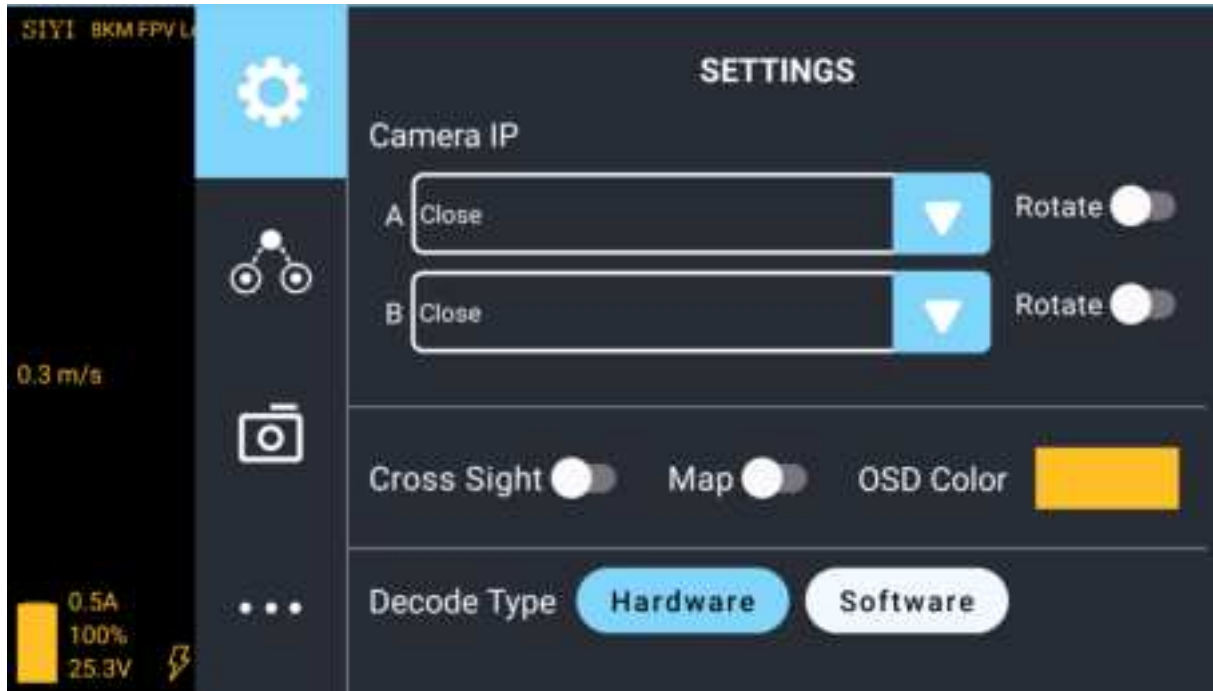 SIYI 8KM FPV L
SETTINGS
Camera IP
A Close Rotate
B Close Rotate
0.3 m/s
Cross Sight Map OSD Color
Decode Type Hardware Software
0.5A
100%
25.3V